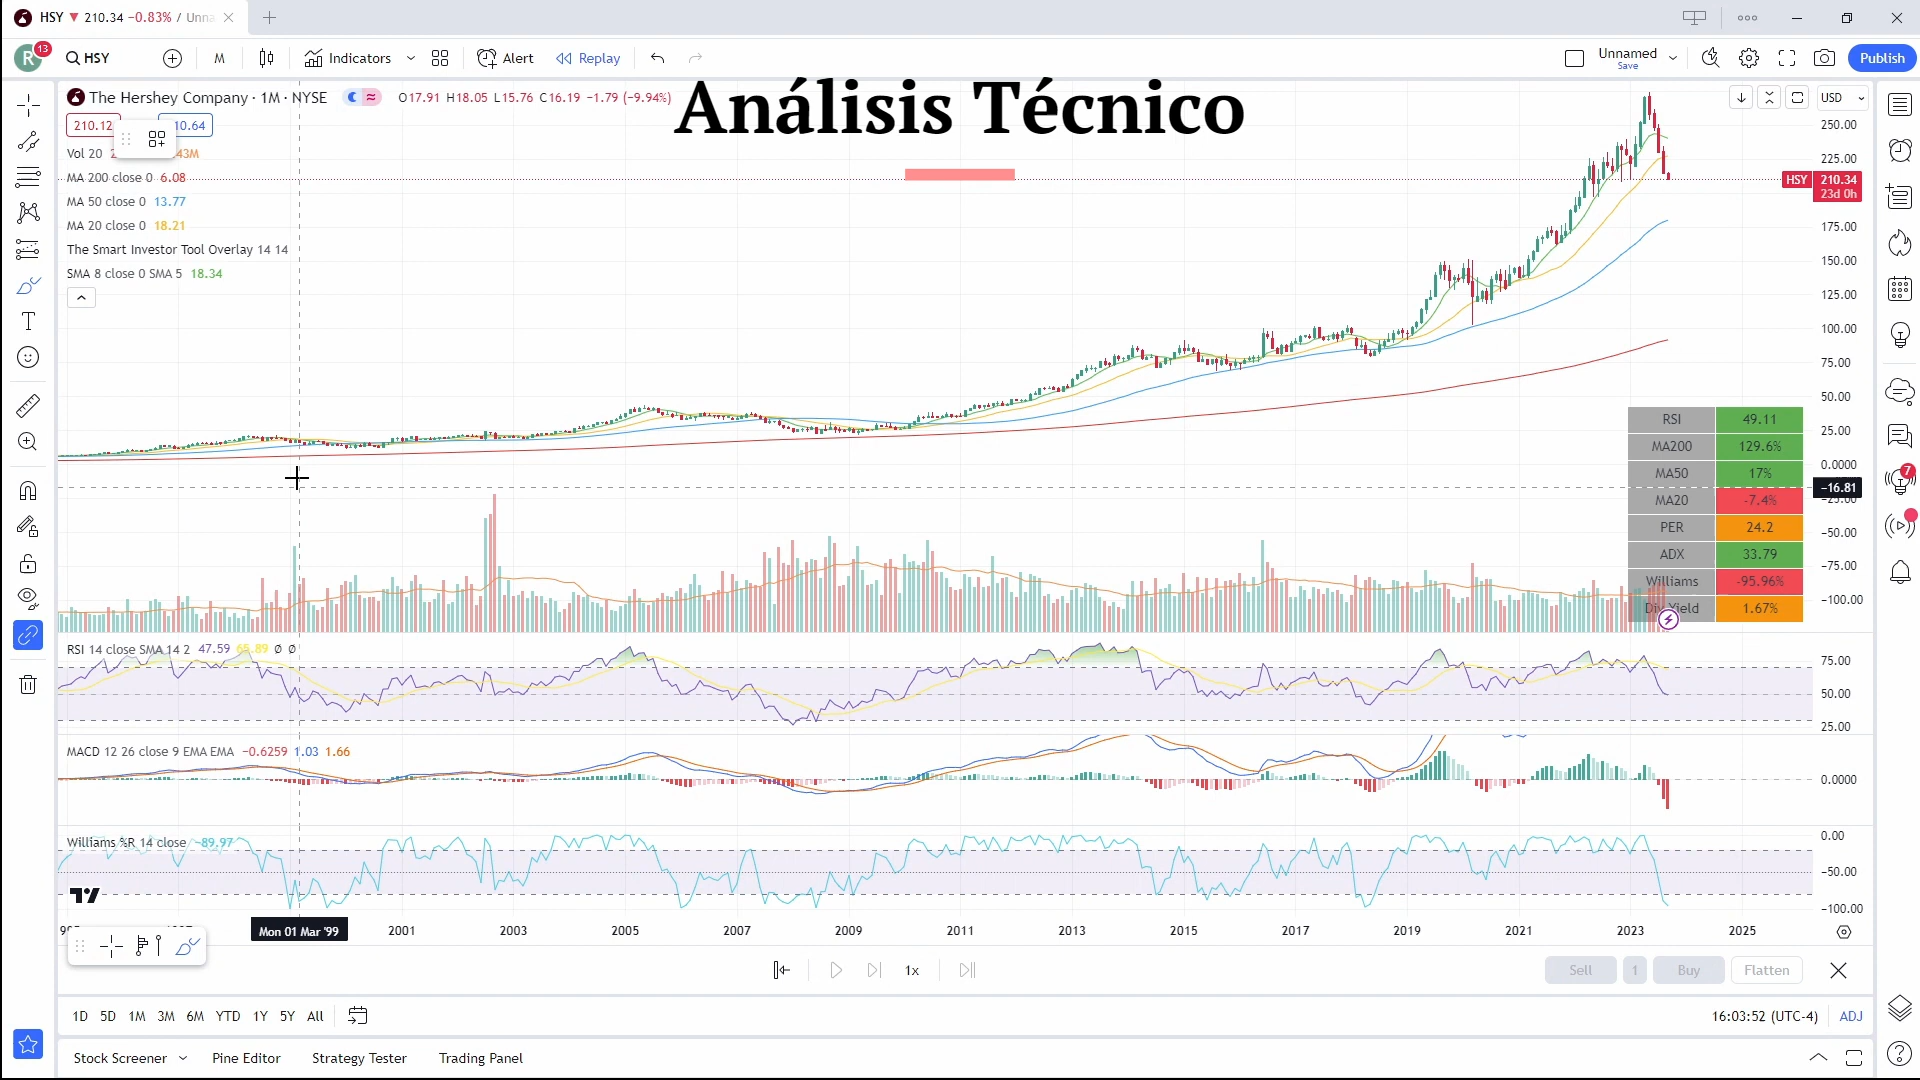 HSY ▼ 210.34 −0.83% / Unna
R 13 HSY M Indicators Alert Replay Unnamed Save Publish
Análisis Técnico
The Hershey Company · 1M · NYSE O17.91 H18.05 L15.76 C16.19 −1.79 (−9.94%) USD
210.12 10.64
Vol 20 43M
MA 200 close 0 6.08
MA 50 close 0 13.77
MA 20 close 0 18.21
The Smart Investor Tool Overlay 14 14
SMA 8 close 0 SMA 5 18.34
250.00
225.00
HSY 210.34
23d 0h
175.00
150.00
125.00
100.00
75.00
50.00
25.00
0.0000
−16.81
−50.00
−75.00
−100.00
RSI 49.11
MA200 129.6%
MA50 17%
MA20 -7.4%
PER 24.2
ADX 33.79
Williams -95.96%
Div Yield 1.67%
RSI 14 close SMA 14 2 47.59 65.89 Ø Ø
75.00
50.00
25.00
MACD 12 26 close 9 EMA EMA −0.6259 1.03 1.66
0.0000
Williams %R 14 close −89.97
0.00
−50.00
−100.00
Mon 01 Mar '99 2001 2003 2005 2007 2009 2011 2013 2015 2017 2019 2021 2023 2025
1x Sell 1 Buy Flatten
1D 5D 1M 3M 6M YTD 1Y 5Y All 16:03:52 (UTC-4) ADJ
Stock Screener Pine Editor Strategy Tester Trading Panel
7